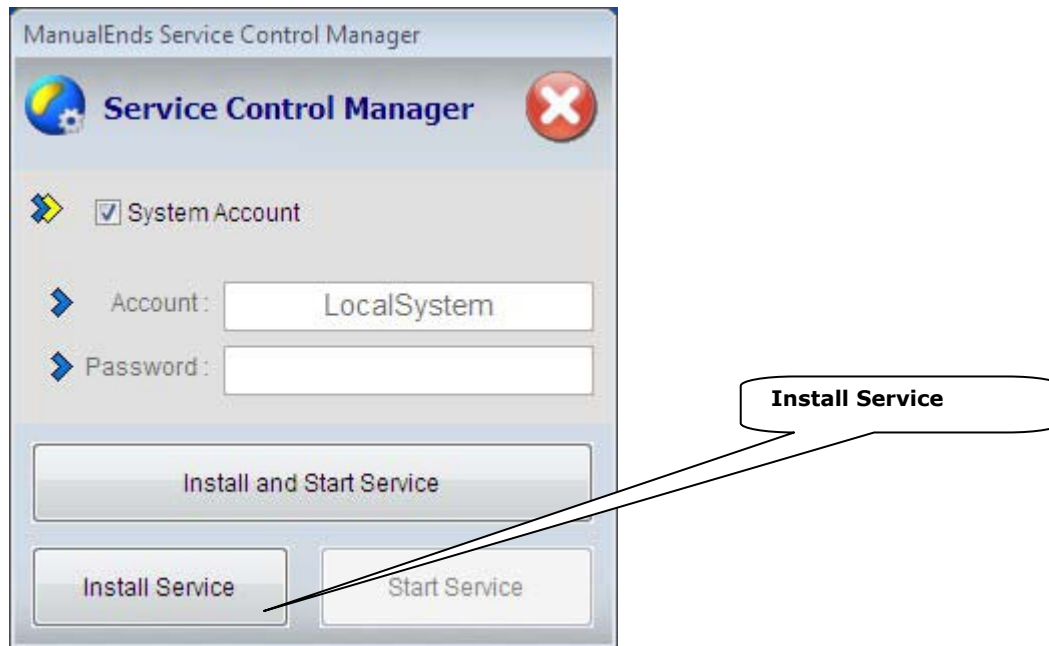 ManualEnds Service Control Manager
Service Control Manager
System Account
Account :
LocalSystem
Password :
Install Service
Install and Start Service
Install Service
Start Service